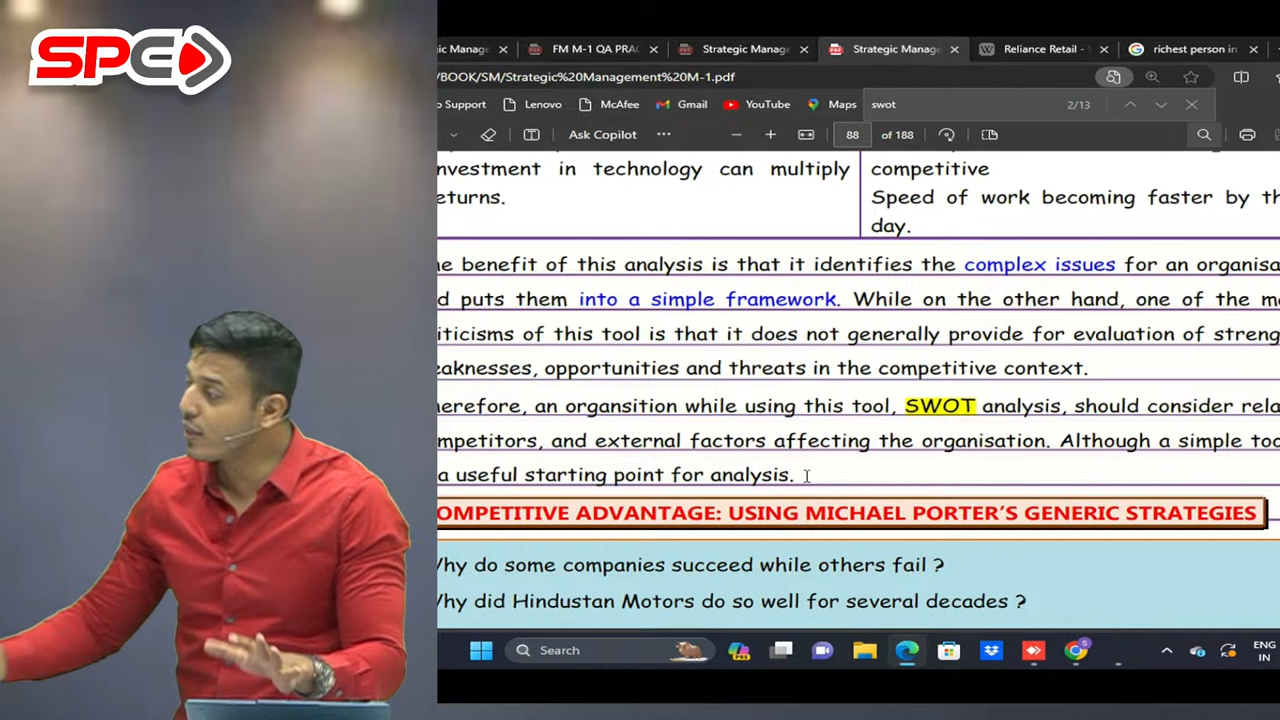 SPED
gic Manage
FM M-1 QA PRAC
Strategic Manage
Strategic Manage
Reliance Retail -
richest person in
/BOOK/SM/Strategic%20Management%20M-1.pdf
o Support
Lenovo
McAfee
Gmail
YouTube
Maps
swot
2/13
Ask Copilot
88
of 188
nvestment in technology can multiply
eturns.
competitive
Speed of work becoming faster by th
day.
he benefit of this analysis is that it identifies the complex issues for an organisa
d puts them into a simple framework. While on the other hand, one of the m
iticisms of this tool is that it does not generally provide for evaluation of streng
eaknesses, opportunities and threats in the competitive context.
herefore, an organsition while using this tool, SWOT analysis, should consider rela
mpetitors, and external factors affecting the organisation. Although a simple too
a useful starting point for analysis.
OMPETITIVE ADVANTAGE: USING MICHAEL PORTER'S GENERIC STRATEGIES
Why do some companies succeed while others fail ?
Why did Hindustan Motors do so well for several decades ?
Search
ENG
IN